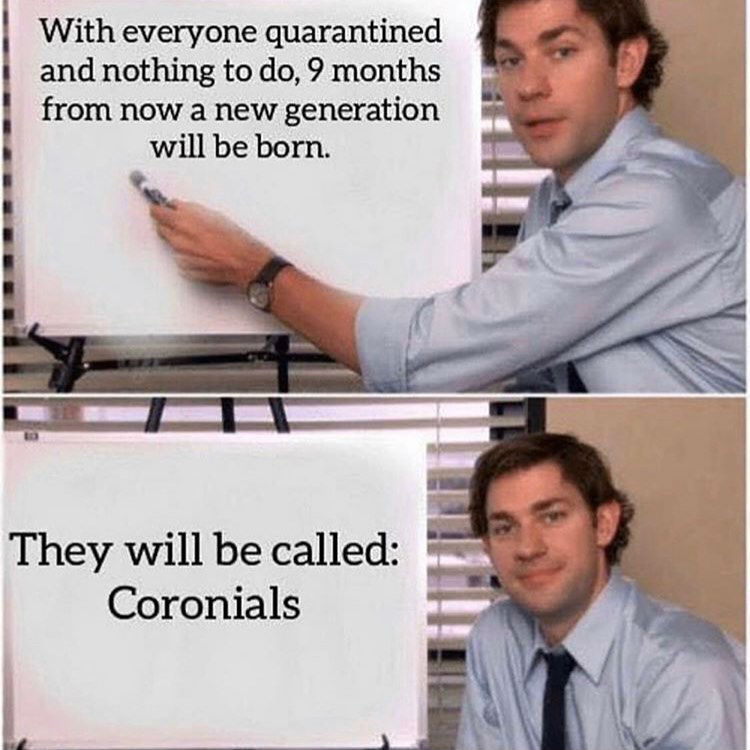 With everyone quarantined
and nothing to do, 9 months
from now a new generation
will be born.
They will be called:
Coronials